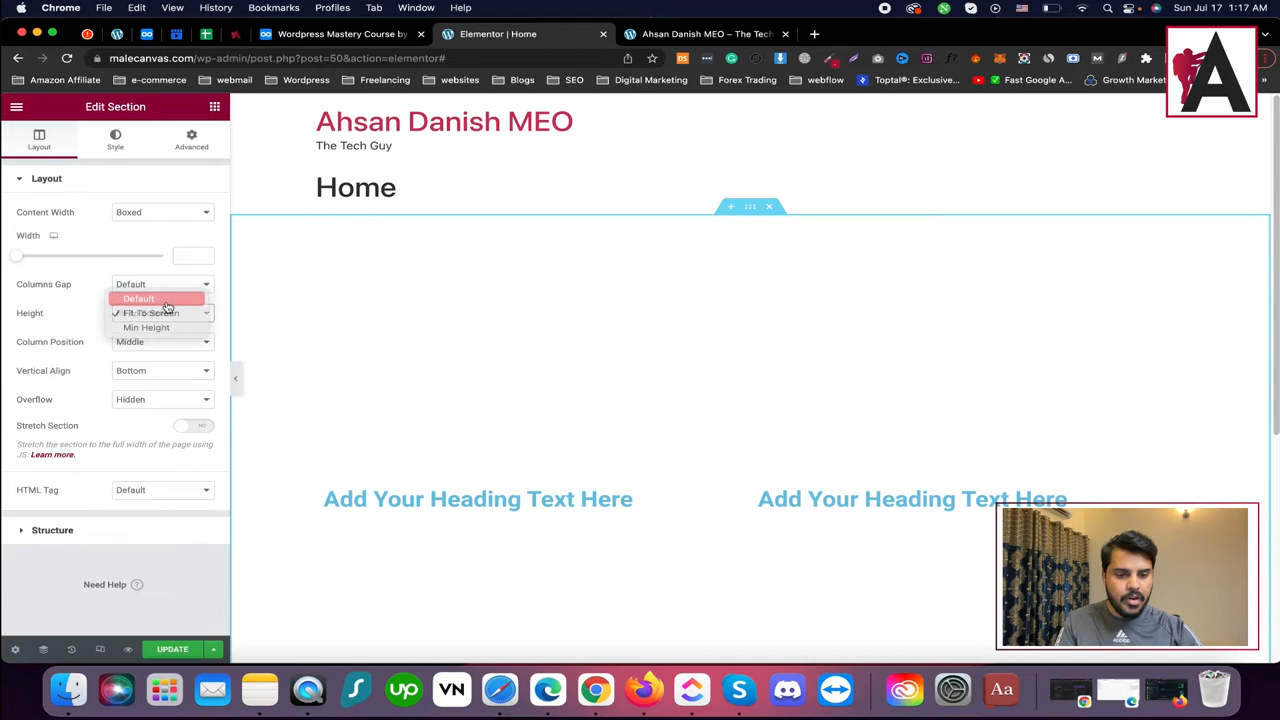 Chrome File Edit View History Bookmarks Profiles Tab Window Help Sun Jul 17 1:17 AM
Wordpress Mastery Course by Elementor | Home Ahsan Danish MEO – The Tech
malecanvas.com/wp-admin/post.php?post=50&action=elementor#
Amazon Affiliate e-commerce webmail Wordpress Freelancing websites Blogs SEO Digital Marketing Forex Trading webflow Toptal®: Exclusive... Fast Google A... Growth Market
A
Edit Section
Layout Style Advanced
Layout
Content Width Boxed
Width
Columns Gap Default
Default
Height Fit To Screen
Min Height
Column Position Middle
Vertical Align Bottom
Overflow Hidden
Stretch Section NO
Stretch the section to the full width of the page using
JS. Learn more.
HTML Tag Default
Structure
Need Help ?
UPDATE
Ahsan Danish MEO
The Tech Guy
Home
Add Your Heading Text Here Add Your Heading Text Here
up VN Aa